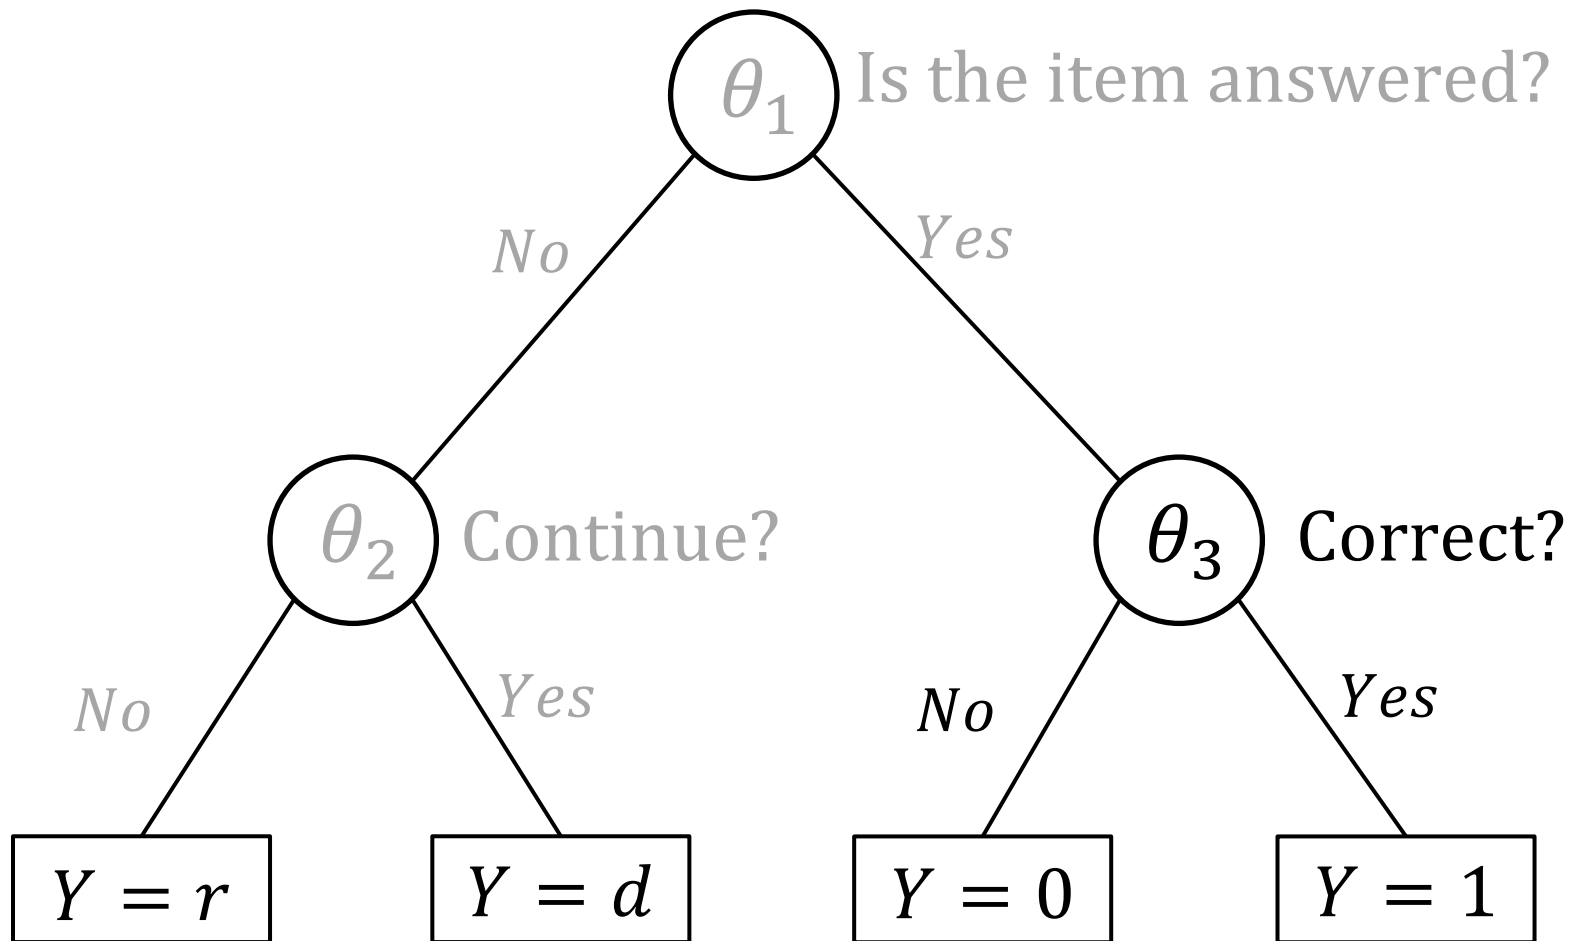 θ₁ Is the item answered?
No Yes
θ₂ Continue? θ₃ Correct?
No Yes No Yes
Y = r Y = d Y = 0 Y = 1